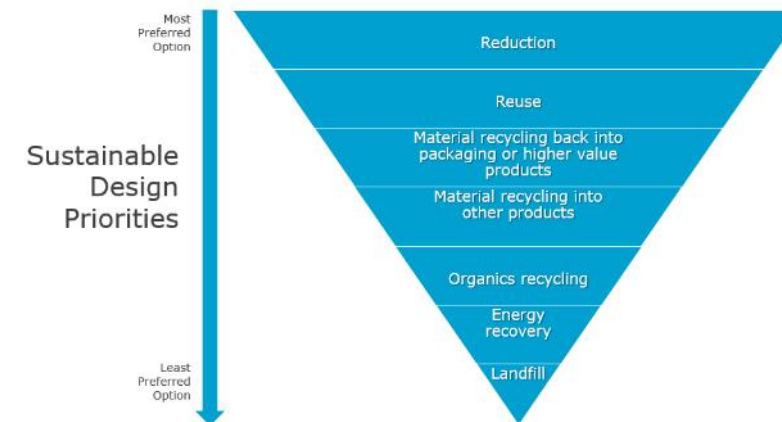 Most
Preferred
Option
Sustainable
Design
Priorities
Least
Preferred
Option
Reduction
Reuse
Material recycling back into
packaging or higher value
products
Material recycling into
other products
Organics recycling
Energy
recovery
Landfill